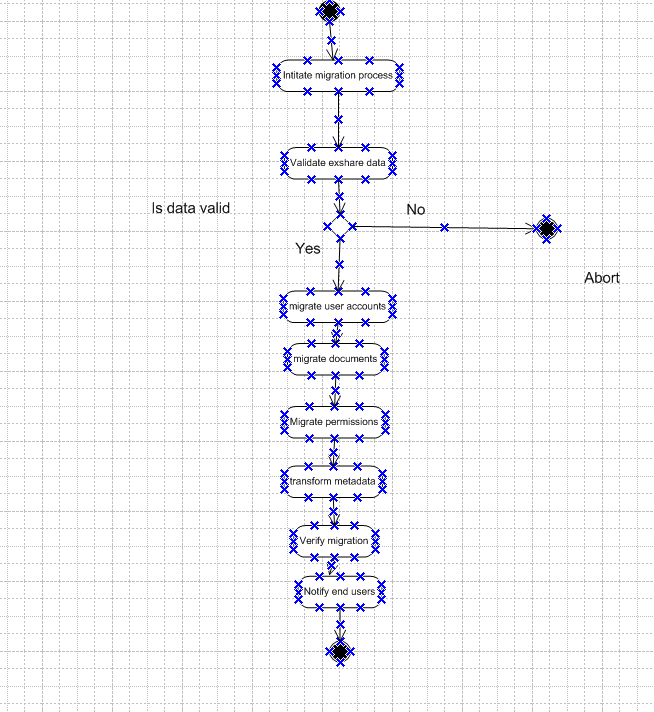 Intitate migration process
Validate exshare data
Is data valid
No
Yes
Abort
migrate user accounts
migrate documents
Migrate permissions
transform metadata
Verify migration
Notify end users